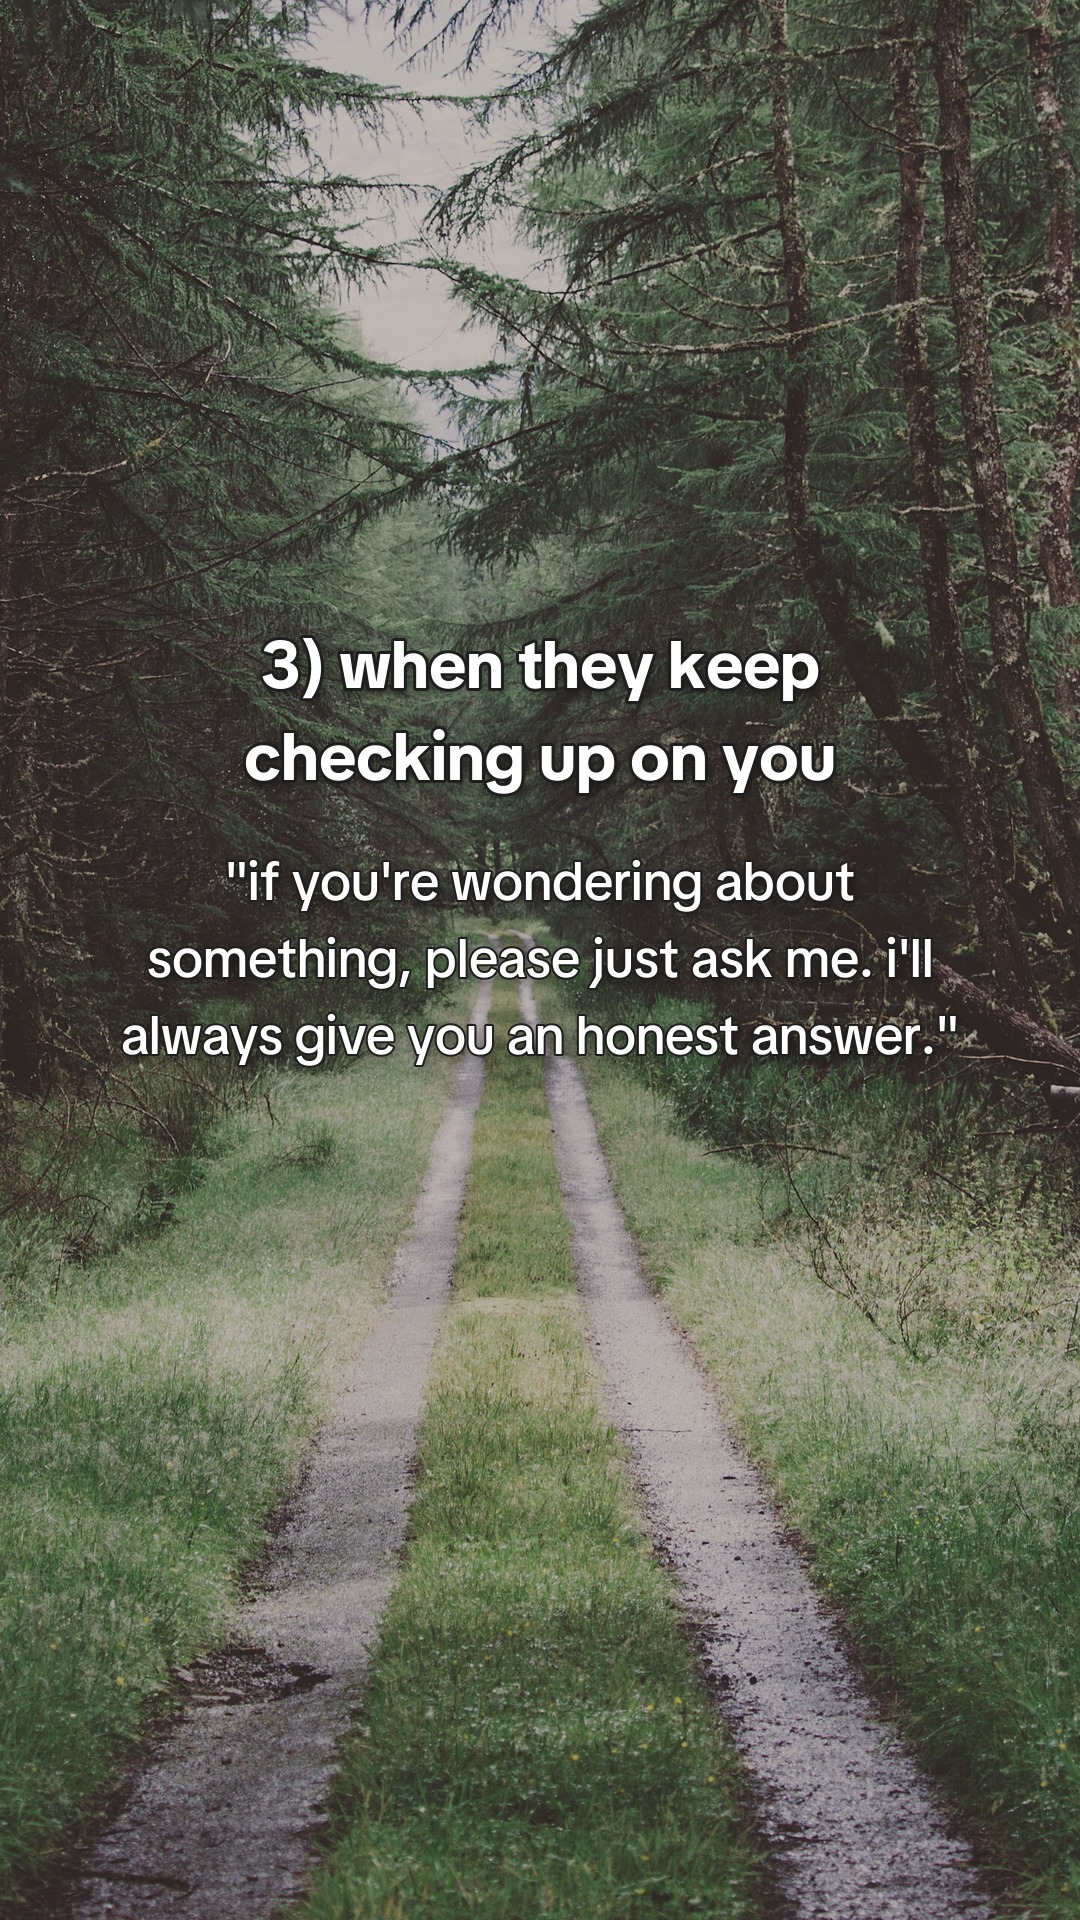 3) when they keep
checking up on you
"if you're wondering about
something, please just ask me. i'll
always give you an honest answer."